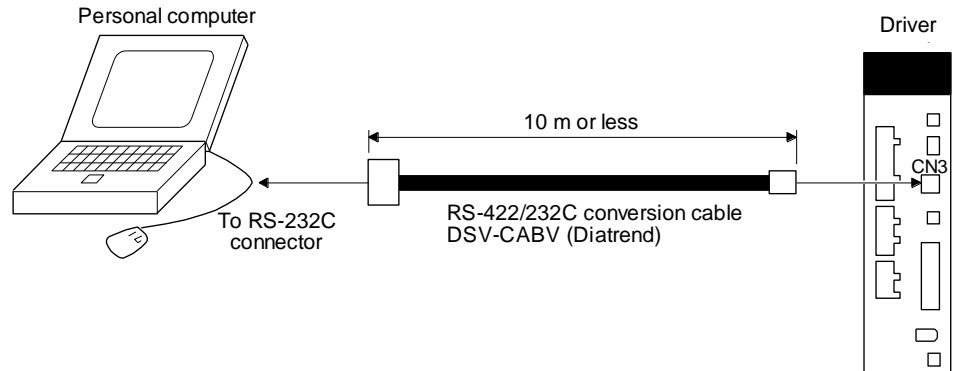 Personal computer
Driver
10 m or less
CN3
To RS-232C
connector
RS-422/232C conversion cable
DSV-CABV (Diatrend)